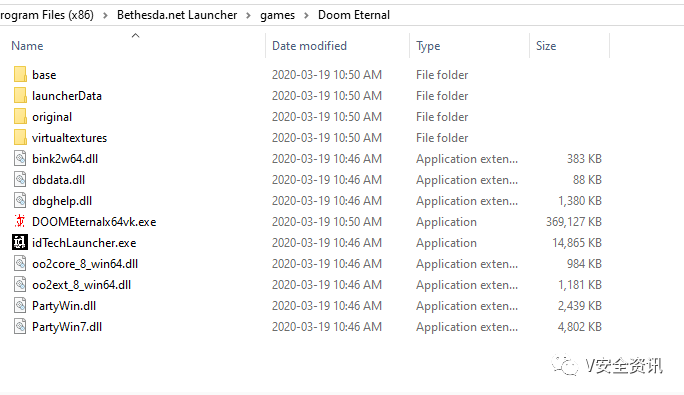 rogram Files (x86) > Bethesda.net Launcher > games > Doom Eternal
Name Date modified Type Size
base 2020-03-19 10:50 AM File folder
launcherData 2020-03-19 10:50 AM File folder
original 2020-03-19 10:50 AM File folder
virtualtextures 2020-03-19 10:50 AM File folder
bink2w64.dll 2020-03-19 10:46 AM Application exten... 383 KB
dbdata.dll 2020-03-19 10:46 AM Application exten... 88 KB
dbghelp.dll 2020-03-19 10:46 AM Application exten... 1,380 KB
DOOMEternalx64vk.exe 2020-03-19 10:50 AM Application 369,127 KB
idTechLauncher.exe 2020-03-19 10:46 AM Application 14,865 KB
oo2core_8_win64.dll 2020-03-19 10:46 AM Application exten... 984 KB
oo2ext_8_win64.dll 2020-03-19 10:46 AM Application exten... 1,181 KB
PartyWin.dll 2020-03-19 10:46 AM Application exten... 2,439 KB
PartyWin7.dll 2020-03-19 10:46 AM Application exten... 4,802 KB
V安全资讯